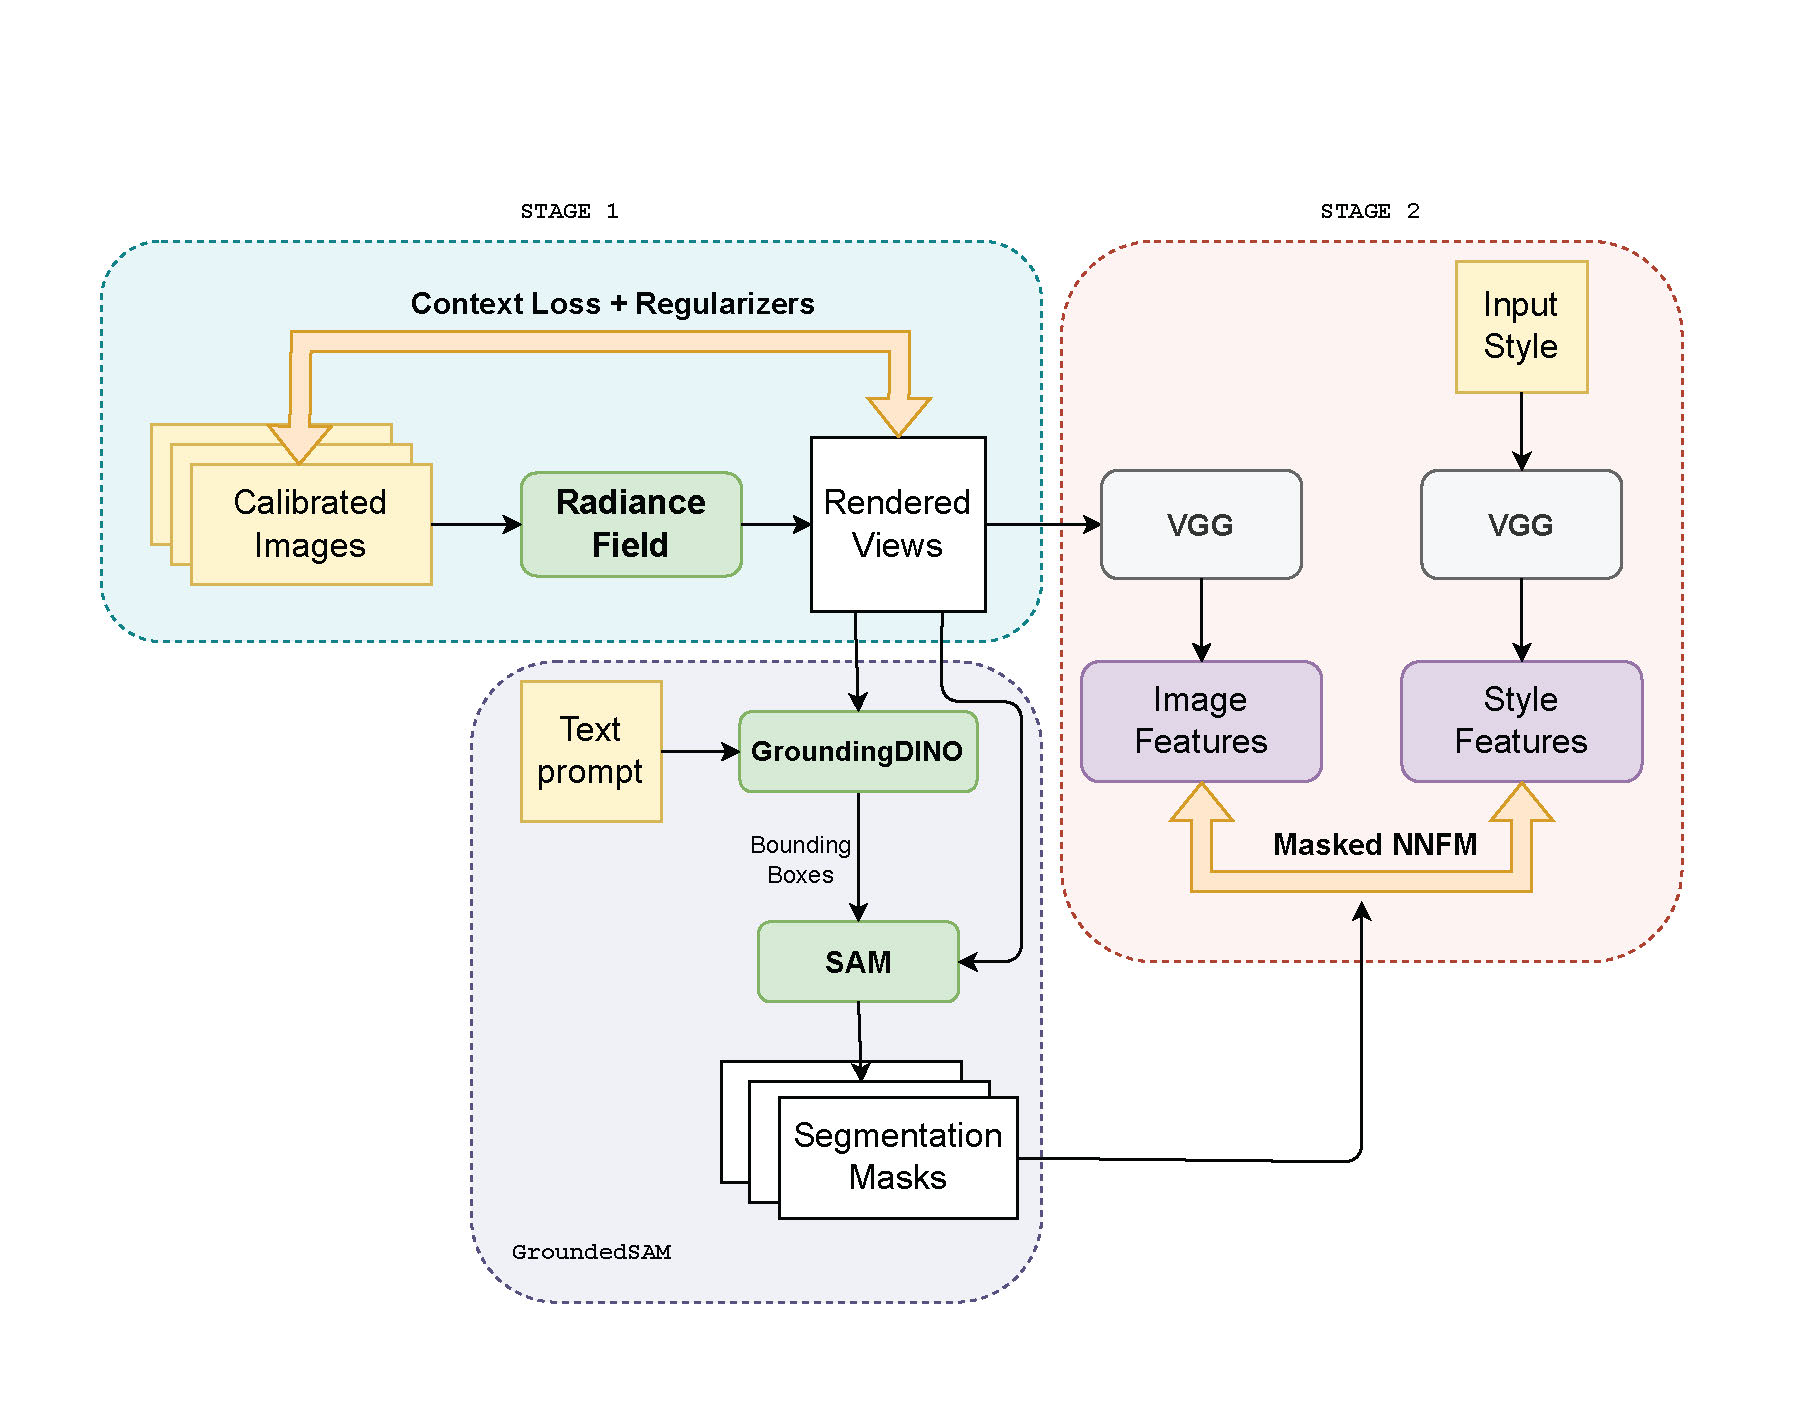 STAGE 1
STAGE 2
Context Loss + Regularizers
Calibrated
Images
Radiance
Field
Rendered
Views
Input
Style
VGG
VGG
Image
Features
Style
Features
Masked NNFM
Text
prompt
GroundingDINO
Bounding
Boxes
SAM
Segmentation
Masks
GroundedSAM